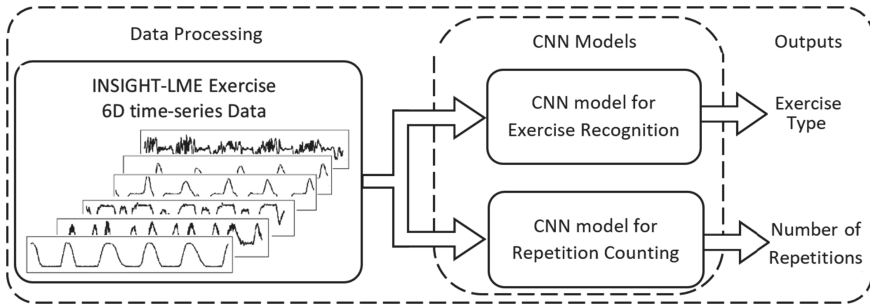 Data Processing
CNN Models
Outputs
INSIGHT-LME Exercise
6D time-series Data
CNN model for
Exercise Recognition
Exercise
Type
CNN model for
Repetition Counting
Number of
Repetitions